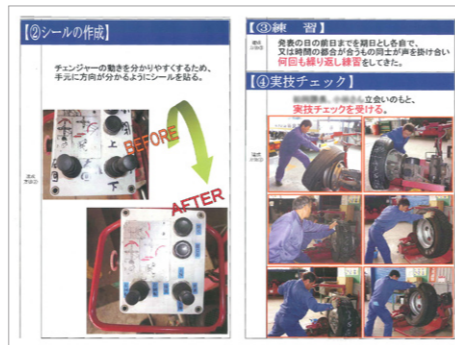 【②シールの作成】
チェンジャーの動きを分かりやすくするため、
手元に方向が分かるようにシールを貼る。
BEFORE
AFTER
【③練 習】
発表の日の前日までを期日とし各自で、
又は時間の都合が合うもの同士が声を掛け合い
何回も繰り返し練習をしてきた。
【④実技チェック】
立会いのもと、
実技チェックを受ける。